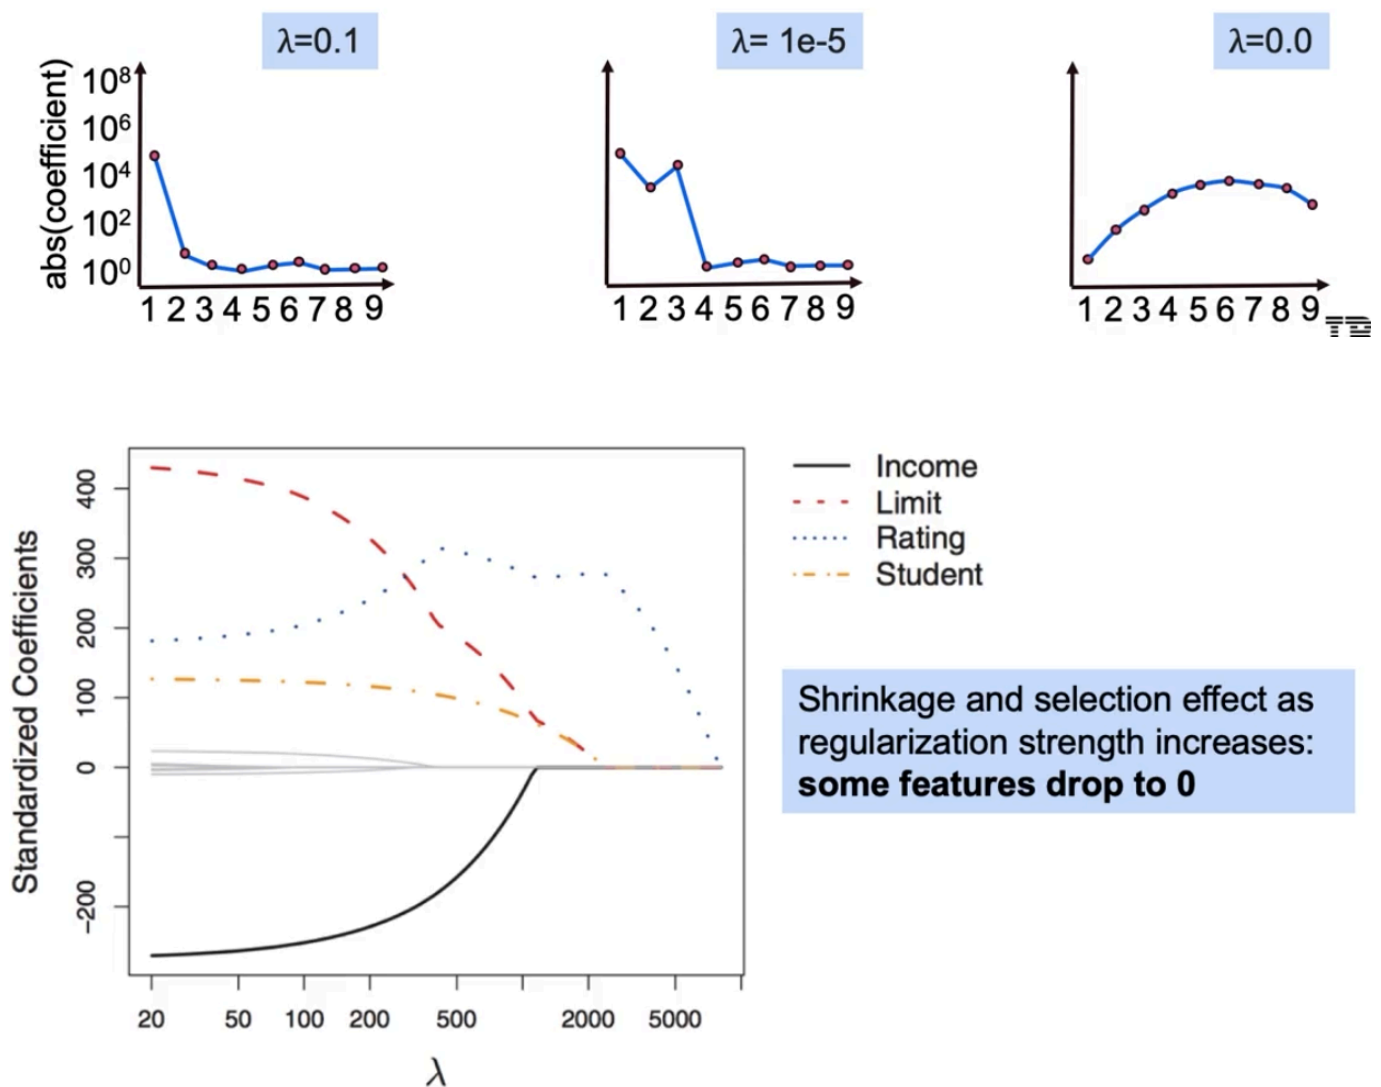 λ=0.1
λ= 1e-5
λ=0.0
abs(coefficient)
10⁸
10⁶
10⁴
10²
10⁰
1 2 3 4 5 6 7 8 9
1 2 3 4 5 6 7 8 9
1 2 3 4 5 6 7 8 9
Standardized Coefficients
400
300
200
100
0
−200
20 50 100 200 500 2000 5000
λ
Income
Limit
Rating
Student
Shrinkage and selection effect as
regularization strength increases:
some features drop to 0